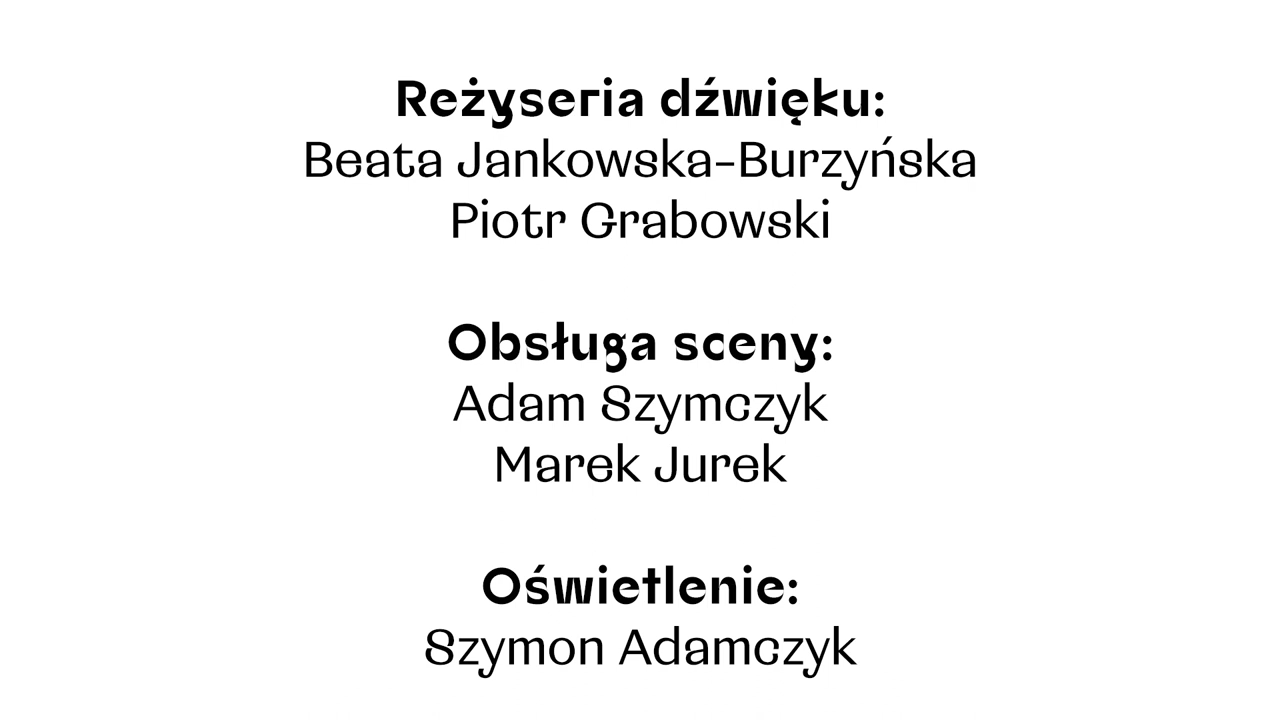 Reżyseria dźwięku:
Beata Jankowska-Burzyńska
Piotr Grabowski
Obsługa sceny:
Adam Szymczyk
Marek Jurek
Oświetlenie:
Szymon Adamczyk